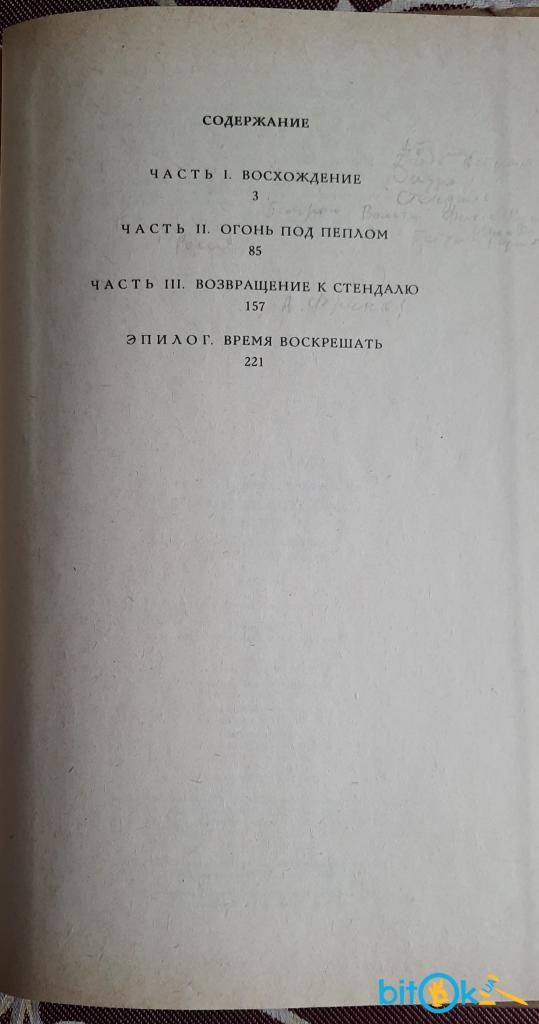 СОДЕРЖАНИЕ
ЧАСТЬ I. ВОСХОЖДЕНИЕ
3
ЧАСТЬ II. ОГОНЬ ПОД ПЕПЛОМ
85
ЧАСТЬ III. ВОЗВРАЩЕНИЕ К СТЕНДАЛЮ
157
ЭПИЛОГ. ВРЕМЯ ВОСКРЕШАТЬ
221
bitOk UA